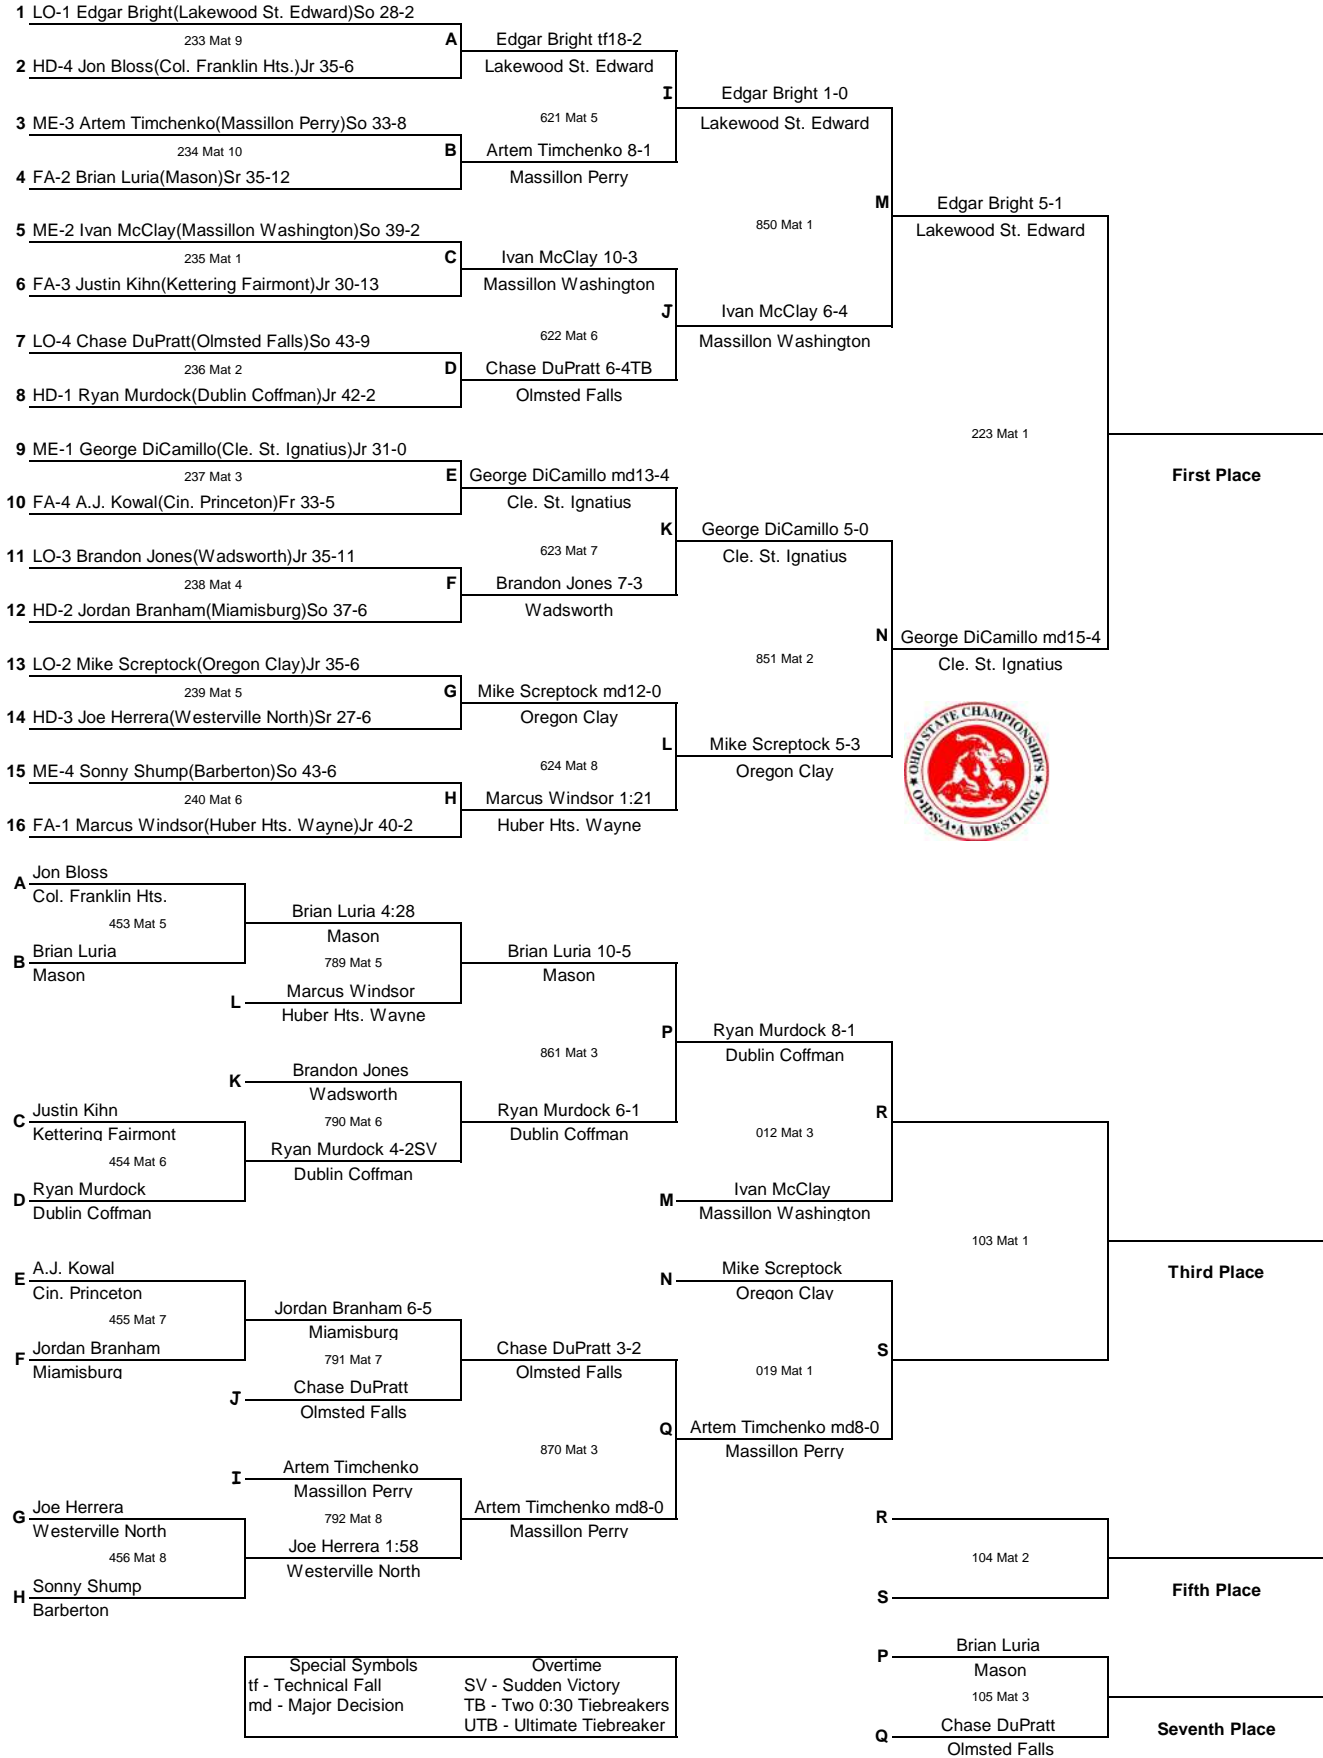 1 LO-1 Edgar Bright(Lakewood St. Edward)So 28-2
233 Mat 9
A
2 HD-4 Jon Bloss(Col. Franklin Hts.)Jr 35-6
Edgar Bright tf18-2
Lakewood St. Edward
3 ME-3 Artem Timchenko(Massillon Perry)So 33-8
234 Mat 10
B
4 FA-2 Brian Luria(Mason)Sr 35-12
I
621 Mat 5
Artem Timchenko 8-1
Massillon Perry
Edgar Bright 1-0
Lakewood St. Edward
5 ME-2 Ivan McClay(Massillon Washington)So 39-2
235 Mat 1
C
6 FA-3 Justin Kihn(Kettering Fairmont)Jr 30-13
Ivan McClay 10-3
Massillon Washington
7 LO-4 Chase DuPratt(Olmsted Falls)So 43-9
236 Mat 2
D
8 HD-1 Ryan Murdock(Dublin Coffman)Jr 42-2
J
622 Mat 6
Chase DuPratt 6-4TB
Olmsted Falls
Ivan McClay 6-4
Massillon Washington
M
850 Mat 1
Edgar Bright 5-1
Lakewood St. Edward
9 ME-1 George DiCamillo(Cle. St. Ignatius)Jr 31-0
237 Mat 3
E
10 FA-4 A.J. Kowal(Cin. Princeton)Fr 33-5
George DiCamillo md13-4
Cle. St. Ignatius
223 Mat 1
First Place
11 LO-3 Brandon Jones(Wadsworth)Jr 35-11
238 Mat 4
F
12 HD-2 Jordan Branham(Miamisburg)So 37-6
K
623 Mat 7
Brandon Jones 7-3
Wadsworth
George DiCamillo 5-0
Cle. St. Ignatius
13 LO-2 Mike Screptock(Oregon Clay)Jr 35-6
239 Mat 5
G
14 HD-3 Joe Herrera(Westerville North)Sr 27-6
Mike Screptock md12-0
Oregon Clay
15 ME-4 Sonny Shump(Barberton)So 43-6
240 Mat 6
H
16 FA-1 Marcus Windsor(Huber Hts. Wayne)Jr 40-2
L
624 Mat 8
Marcus Windsor 1:21
Huber Hts. Wayne
Mike Screptock 5-3
Oregon Clay
N
851 Mat 2
George DiCamillo md15-4
Cle. St. Ignatius
OHIO STATE CHAMPIONSHIPS
O•H•S•A•A WRESTLING
A
Jon Bloss
Col. Franklin Hts.
453 Mat 5
B
Brian Luria
Mason
Brian Luria 4:28
Mason
789 Mat 5
L
Marcus Windsor
Huber Hts. Wayne
Brian Luria 10-5
Mason
P
861 Mat 3
K
Brandon Jones
Wadsworth
790 Mat 6
C
Justin Kihn
Kettering Fairmont
454 Mat 6
D
Ryan Murdock
Dublin Coffman
Ryan Murdock 4-2SV
Dublin Coffman
Ryan Murdock 6-1
Dublin Coffman
Ryan Murdock 8-1
Dublin Coffman
R
012 Mat 3
M
Ivan McClay
Massillon Washington
103 Mat 1
Third Place
E
A.J. Kowal
Cin. Princeton
455 Mat 7
F
Jordan Branham
Miamisburg
Jordan Branham 6-5
Miamisburg
791 Mat 7
J
Chase DuPratt
Olmsted Falls
Chase DuPratt 3-2
Olmsted Falls
N
Mike Screptock
Oregon Clay
019 Mat 1
S
Q
870 Mat 3
Artem Timchenko md8-0
Massillon Perry
I
Artem Timchenko
Massillon Perry
792 Mat 8
G
Joe Herrera
Westerville North
456 Mat 8
H
Sonny Shump
Barberton
Joe Herrera 1:58
Westerville North
Artem Timchenko md8-0
Massillon Perry
R
104 Mat 2
S
Fifth Place
Special Symbols
tf - Technical Fall
md - Major Decision
Overtime
SV - Sudden Victory
TB - Two 0:30 Tiebreakers
UTB - Ultimate Tiebreaker
P
Brian Luria
Mason
105 Mat 3
Q
Chase DuPratt
Olmsted Falls
Seventh Place